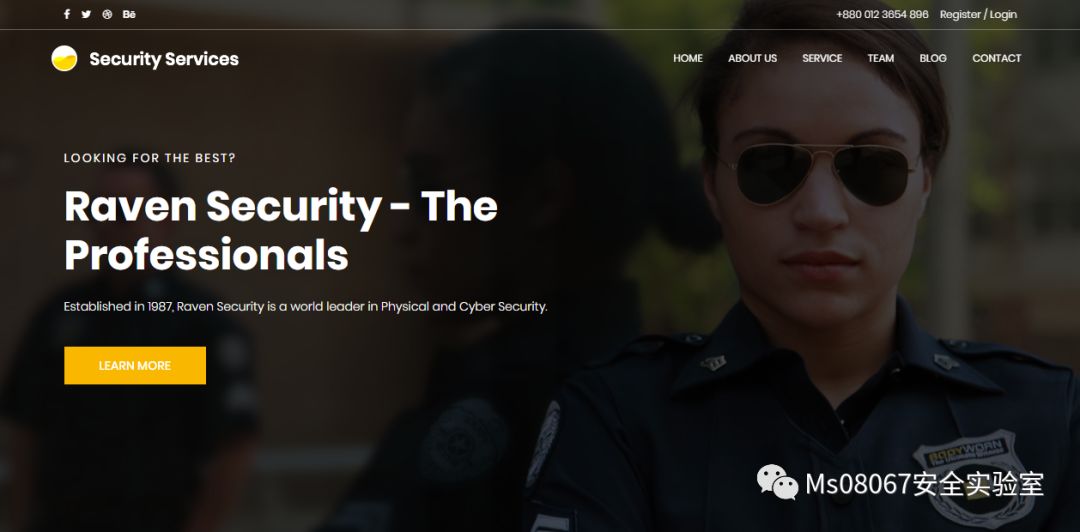 +880 012 3654 896 Register / Login
Security Services
HOME ABOUT US SERVICE TEAM BLOG CONTACT
LOOKING FOR THE BEST?
Raven Security - The
Professionals
Established in 1987, Raven Security is a world leader in Physical and Cyber Security.
LEARN MORE
BODYWORN
Ms08067安全实验室